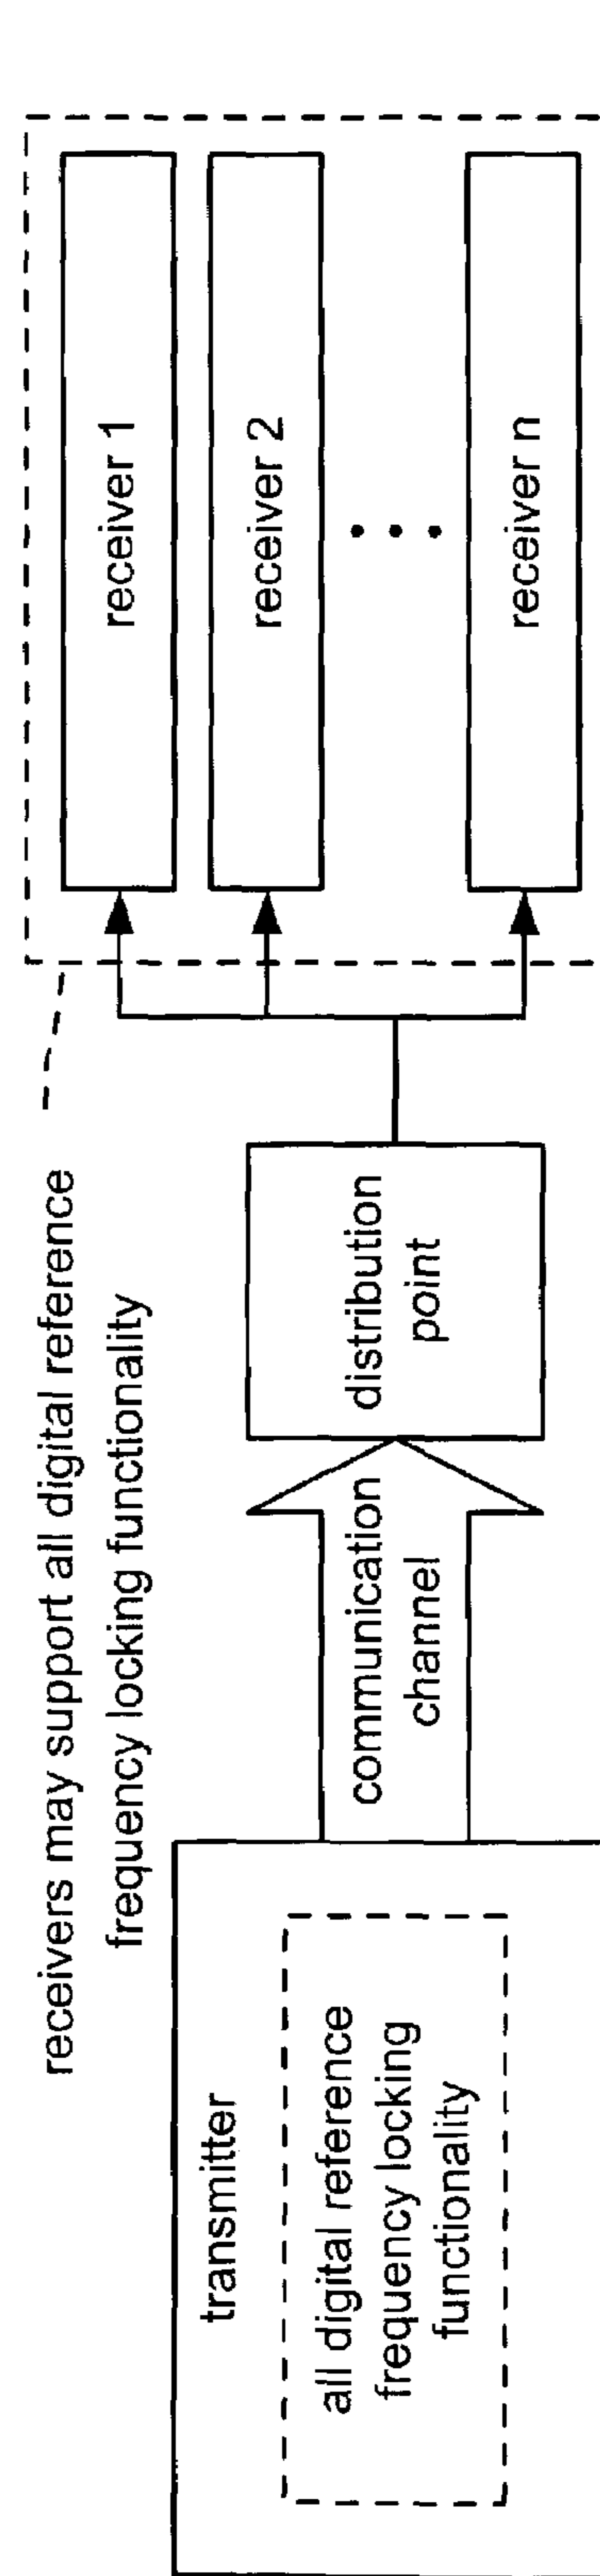 transmitter
all digital reference
frequency locking
functionality
receivers may support all digital reference
frequency locking functionality
communication
channel
distribution
point
receiver 1
receiver 2
receiver n